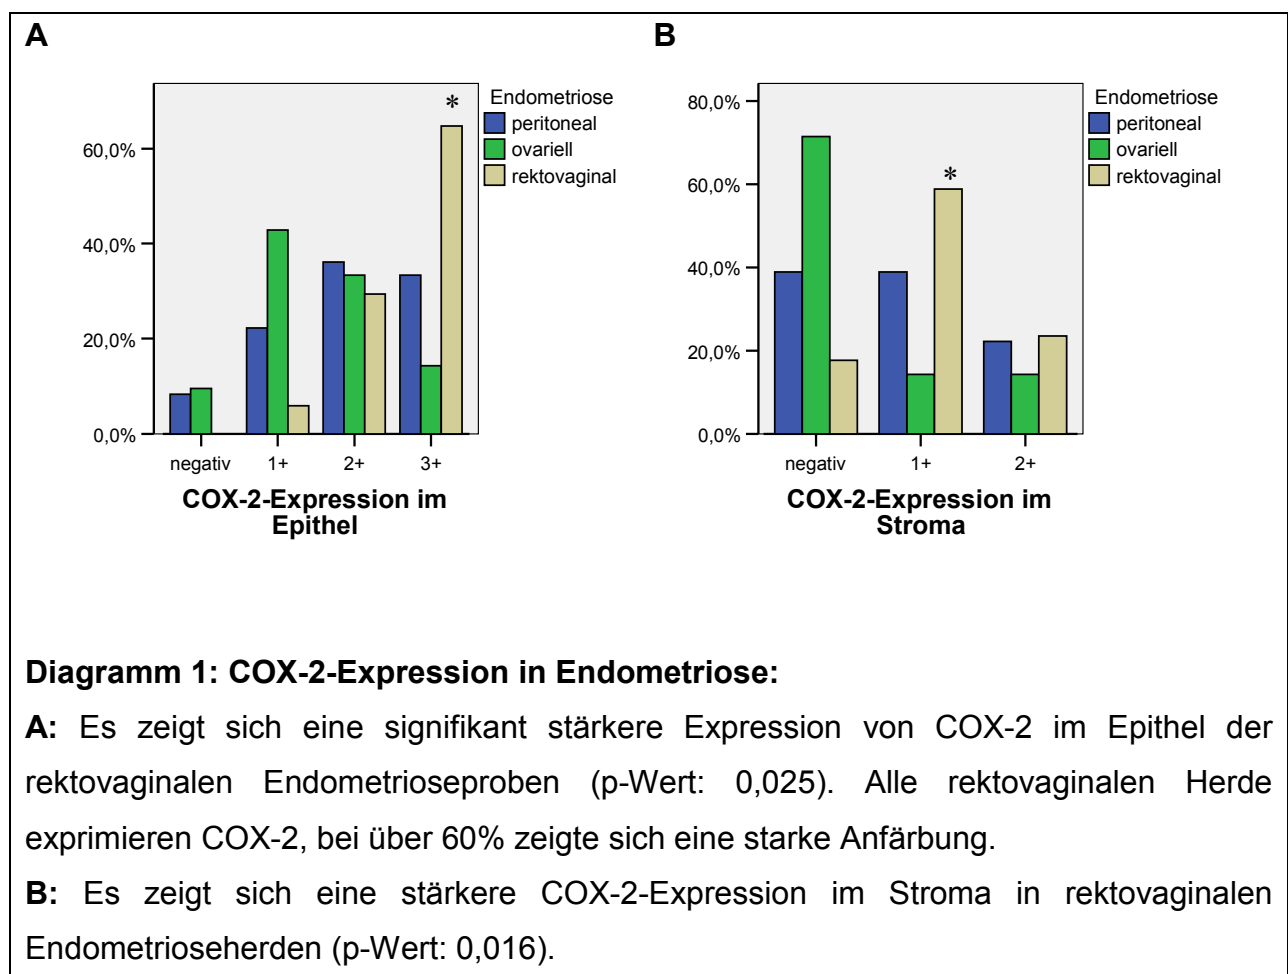 A
B
*
Endometriose
peritoneal
ovariell
rektovaginal
60,0%
40,0%
20,0%
0,0%
negativ 1+ 2+ 3+
COX-2-Expression im
Epithel
*
Endometriose
peritoneal
ovariell
rektovaginal
80,0%
60,0%
40,0%
20,0%
0,0%
negativ 1+ 2+
COX-2-Expression im
Stroma
Diagramm 1: COX-2-Expression in Endometriose:
A: Es zeigt sich eine signifikant stärkere Expression von COX-2 im Epithel der
rektovaginalen Endometrioseproben (p-Wert: 0,025). Alle rektovaginalen Herde
exprimieren COX-2, bei über 60% zeigte sich eine starke Anfärbung.
B: Es zeigt sich eine stärkere COX-2-Expression im Stroma in rektovaginalen
Endometrioseherden (p-Wert: 0,016).